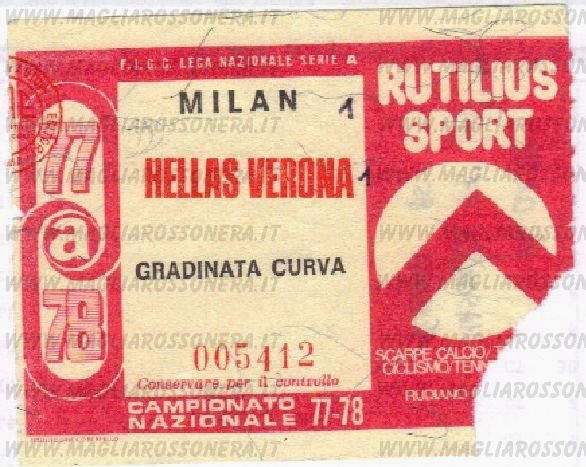 WWW.MAGLIAROSSONERA.IT
F.I.G.C. LEGA NAZIONALE SERIE A
MILAN 1
HELLAS VERONA 1
GRADINATA CURVA
005412
Conservare per il controllo
CAMPIONATO
NAZIONALE 77-78
77
a
78
RUTILIUS
SPORT
SCARPE CALCIO/
CICLISMO/TENN
RUDIANO